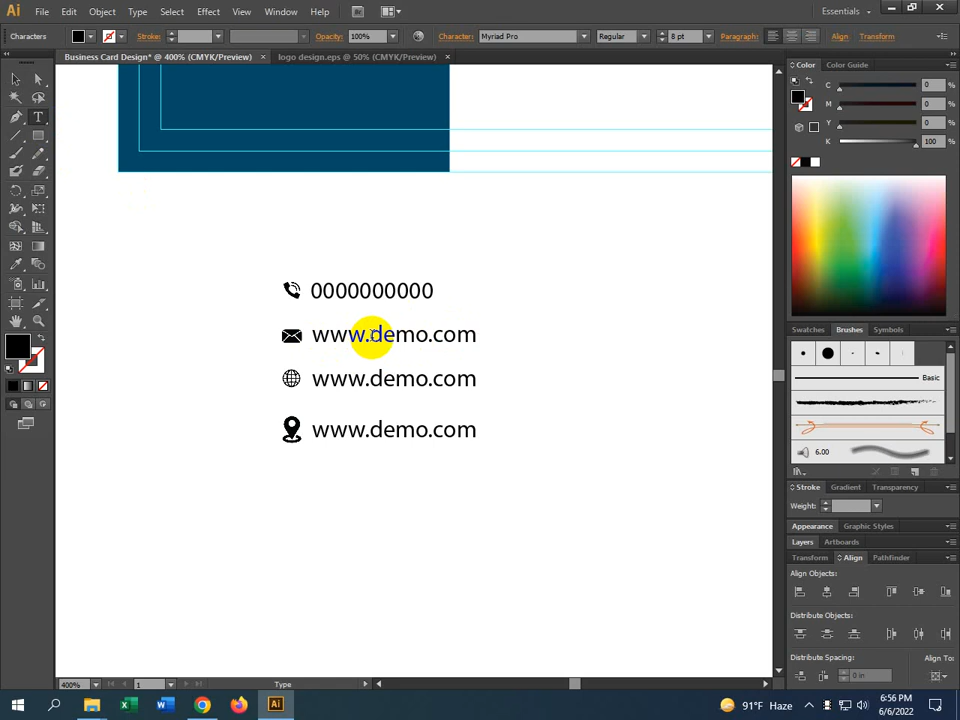 Ai File Edit Object Type Select Effect View Window Help Br Essentials
Characters Stroke: Opacity: 100% Character: Myriad Pro Regular 8 pt Paragraph: Align Transform
Business Card Design* @ 400% (CMYK/Preview) × logo design.eps @ 50% (CMYK/Preview) ×
Color Color Guide
C 0 %
M 0 %
Y 0 %
K 100 %
0000000000
www.demo.com
www.demo.com
www.demo.com
Swatches Brushes Symbols
Basic
6.00
Stroke Gradient Transparency
Weight:
Appearance Graphic Styles
Layers Artboards
Transform Align Pathfinder
Align Objects:
Distribute Objects:
Distribute Spacing: Align To:
0 in
400% 1 Type
91°F Haze
6:56 PM
6/6/2022